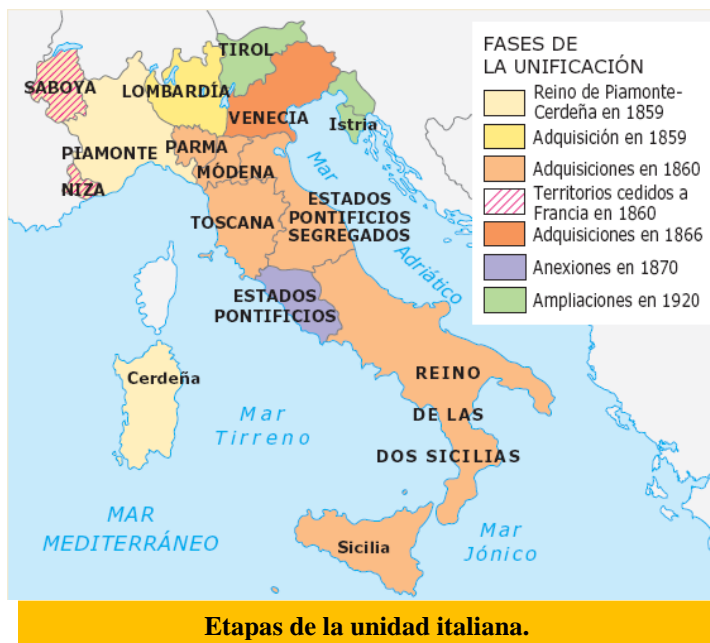 FASES DE
LA UNIFICACIÓN
Reino de Piamonte-
Cerdeña en 1859
Adquisición en 1859
Adquisiciones en 1860
Territorios cedidos a
Francia en 1860
Adquisiciones en 1866
Anexiones en 1870
Ampliaciones en 1920
TIROL
SABOYA
LOMBARDÍA
VENECIA
Istria
PIAMONTE
PARMA
MÓDENA
NIZA
TOSCANA
ESTADOS
PONTIFICIOS
SEGREGADOS
Mar
Adriático
ESTADOS
PONTIFICIOS
Cerdeña
REINO
DE LAS
DOS SICILIAS
Mar
Tirreno
MAR
MEDITERRÁNEO
Sicilia
Mar
Jónico
Etapas de la unidad italiana.